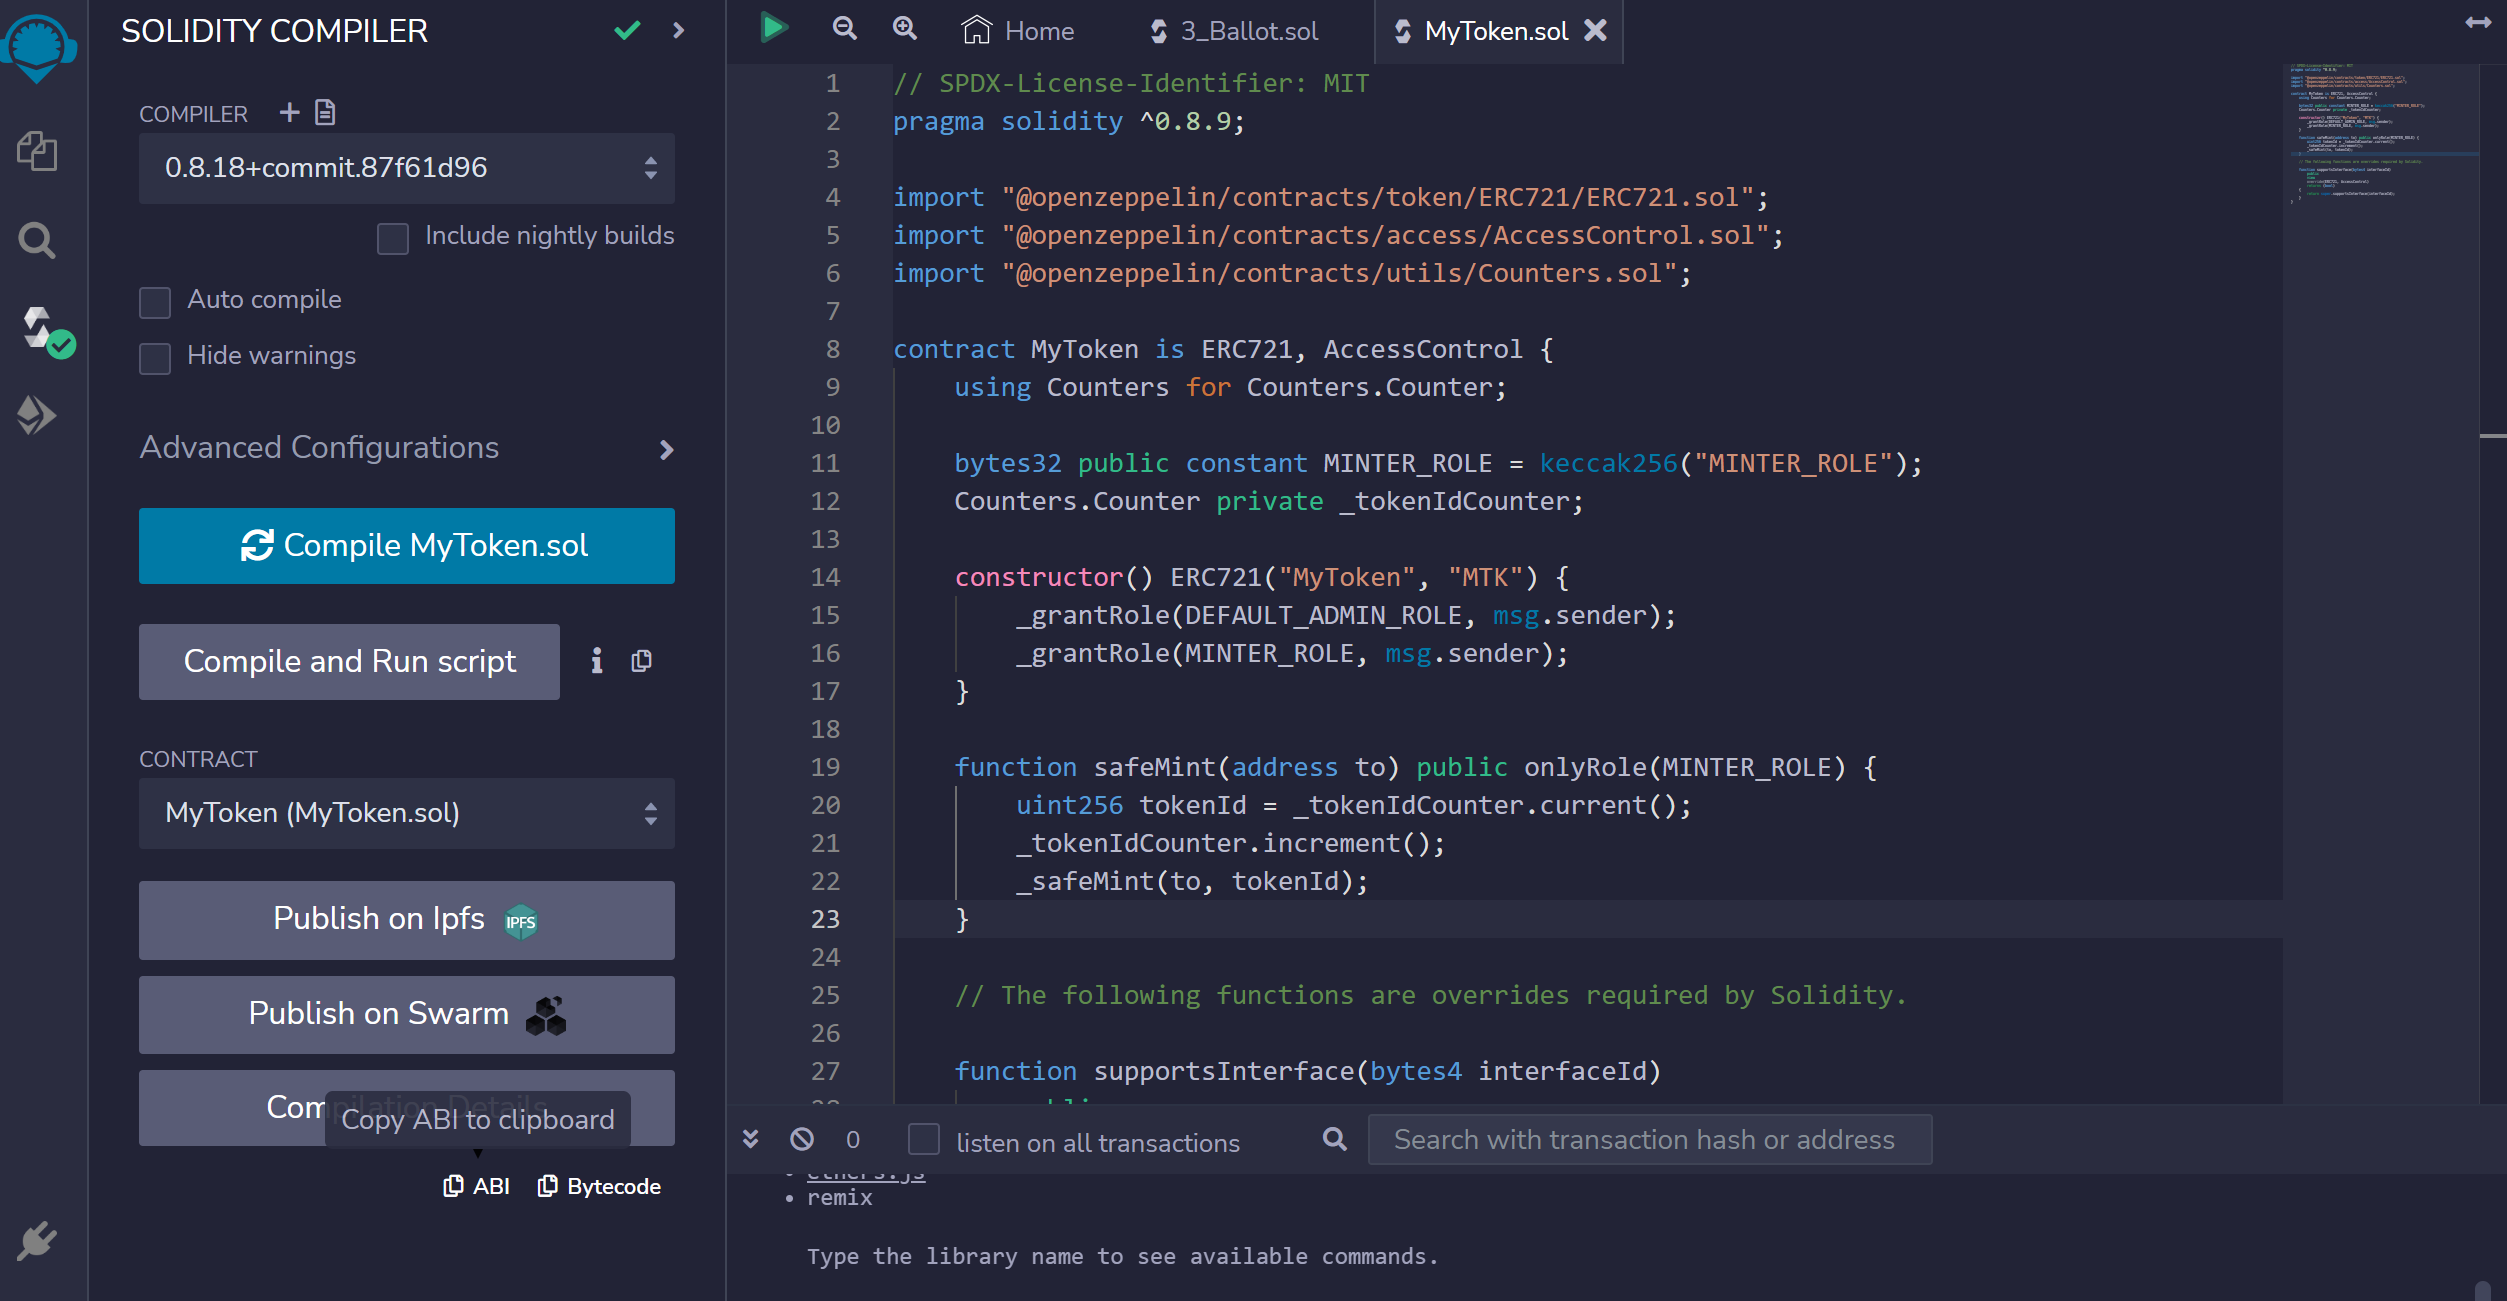 SOLIDITY COMPILER
COMPILER
0.8.18+commit.87f61d96
Include nightly builds
Auto compile
Hide warnings
Advanced Configurations
Compile MyToken.sol
Compile and Run script
CONTRACT
MyToken (MyToken.sol)
Publish on Ipfs IPFS
Publish on Swarm
Compilation Details
Copy ABI to clipboard
ABI Bytecode
Home 3_Ballot.sol MyToken.sol
1 // SPDX-License-Identifier: MIT
2 pragma solidity ^0.8.9;
3
4 import "@openzeppelin/contracts/token/ERC721/ERC721.sol";
5 import "@openzeppelin/contracts/access/AccessControl.sol";
6 import "@openzeppelin/contracts/utils/Counters.sol";
7
8 contract MyToken is ERC721, AccessControl {
9     using Counters for Counters.Counter;
10
11     bytes32 public constant MINTER_ROLE = keccak256("MINTER_ROLE");
12     Counters.Counter private _tokenIdCounter;
13
14     constructor() ERC721("MyToken", "MTK") {
15         _grantRole(DEFAULT_ADMIN_ROLE, msg.sender);
16         _grantRole(MINTER_ROLE, msg.sender);
17     }
18
19     function safeMint(address to) public onlyRole(MINTER_ROLE) {
20         uint256 tokenId = _tokenIdCounter.current();
21         _tokenIdCounter.increment();
22         _safeMint(to, tokenId);
23     }
24
25     // The following functions are overrides required by Solidity.
26
27     function supportsInterface(bytes4 interfaceId)
28         public
0 listen on all transactions Search with transaction hash or address
• ethers.js
• remix
Type the library name to see available commands.